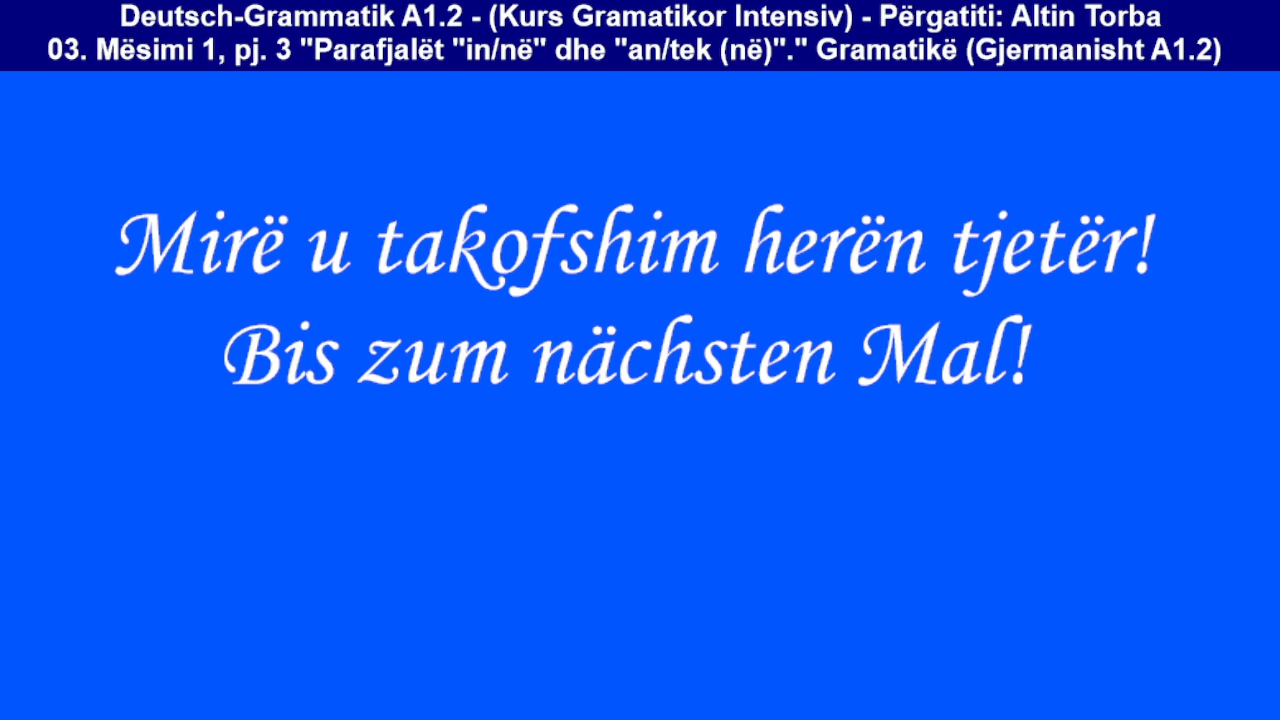 Deutsch-Grammatik A1.2 - (Kurs Gramatikor Intensiv) - Përgatiti: Altin Torba
03. Mësimi 1, pj. 3 "Parafjalët "in/në" dhe "an/tek (në)"." Gramatikë (Gjermanisht A1.2)
Mirë u takofshim herën tjetër!
Bis zum nächsten Mal!